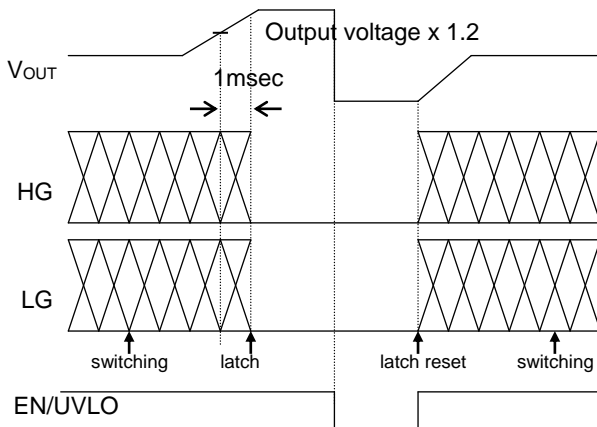 Output voltage x 1.2
VOUT
1msec
HG
LG
switching
latch
latch reset
switching
EN/UVLO